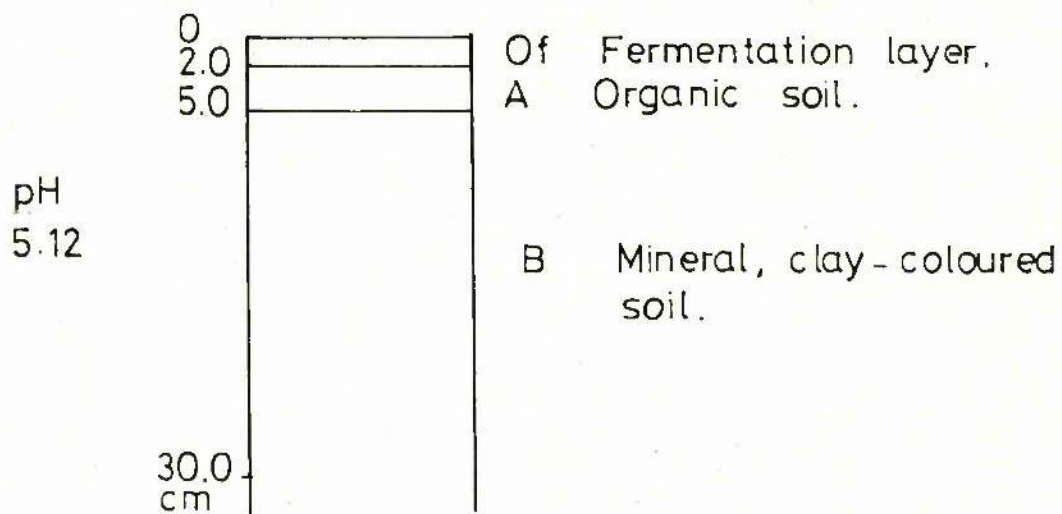 0
2.0
5.0
Of Fermentation layer.
A Organic soil.
pH
5.12
B Mineral, clay-coloured
soil.
30.0
cm